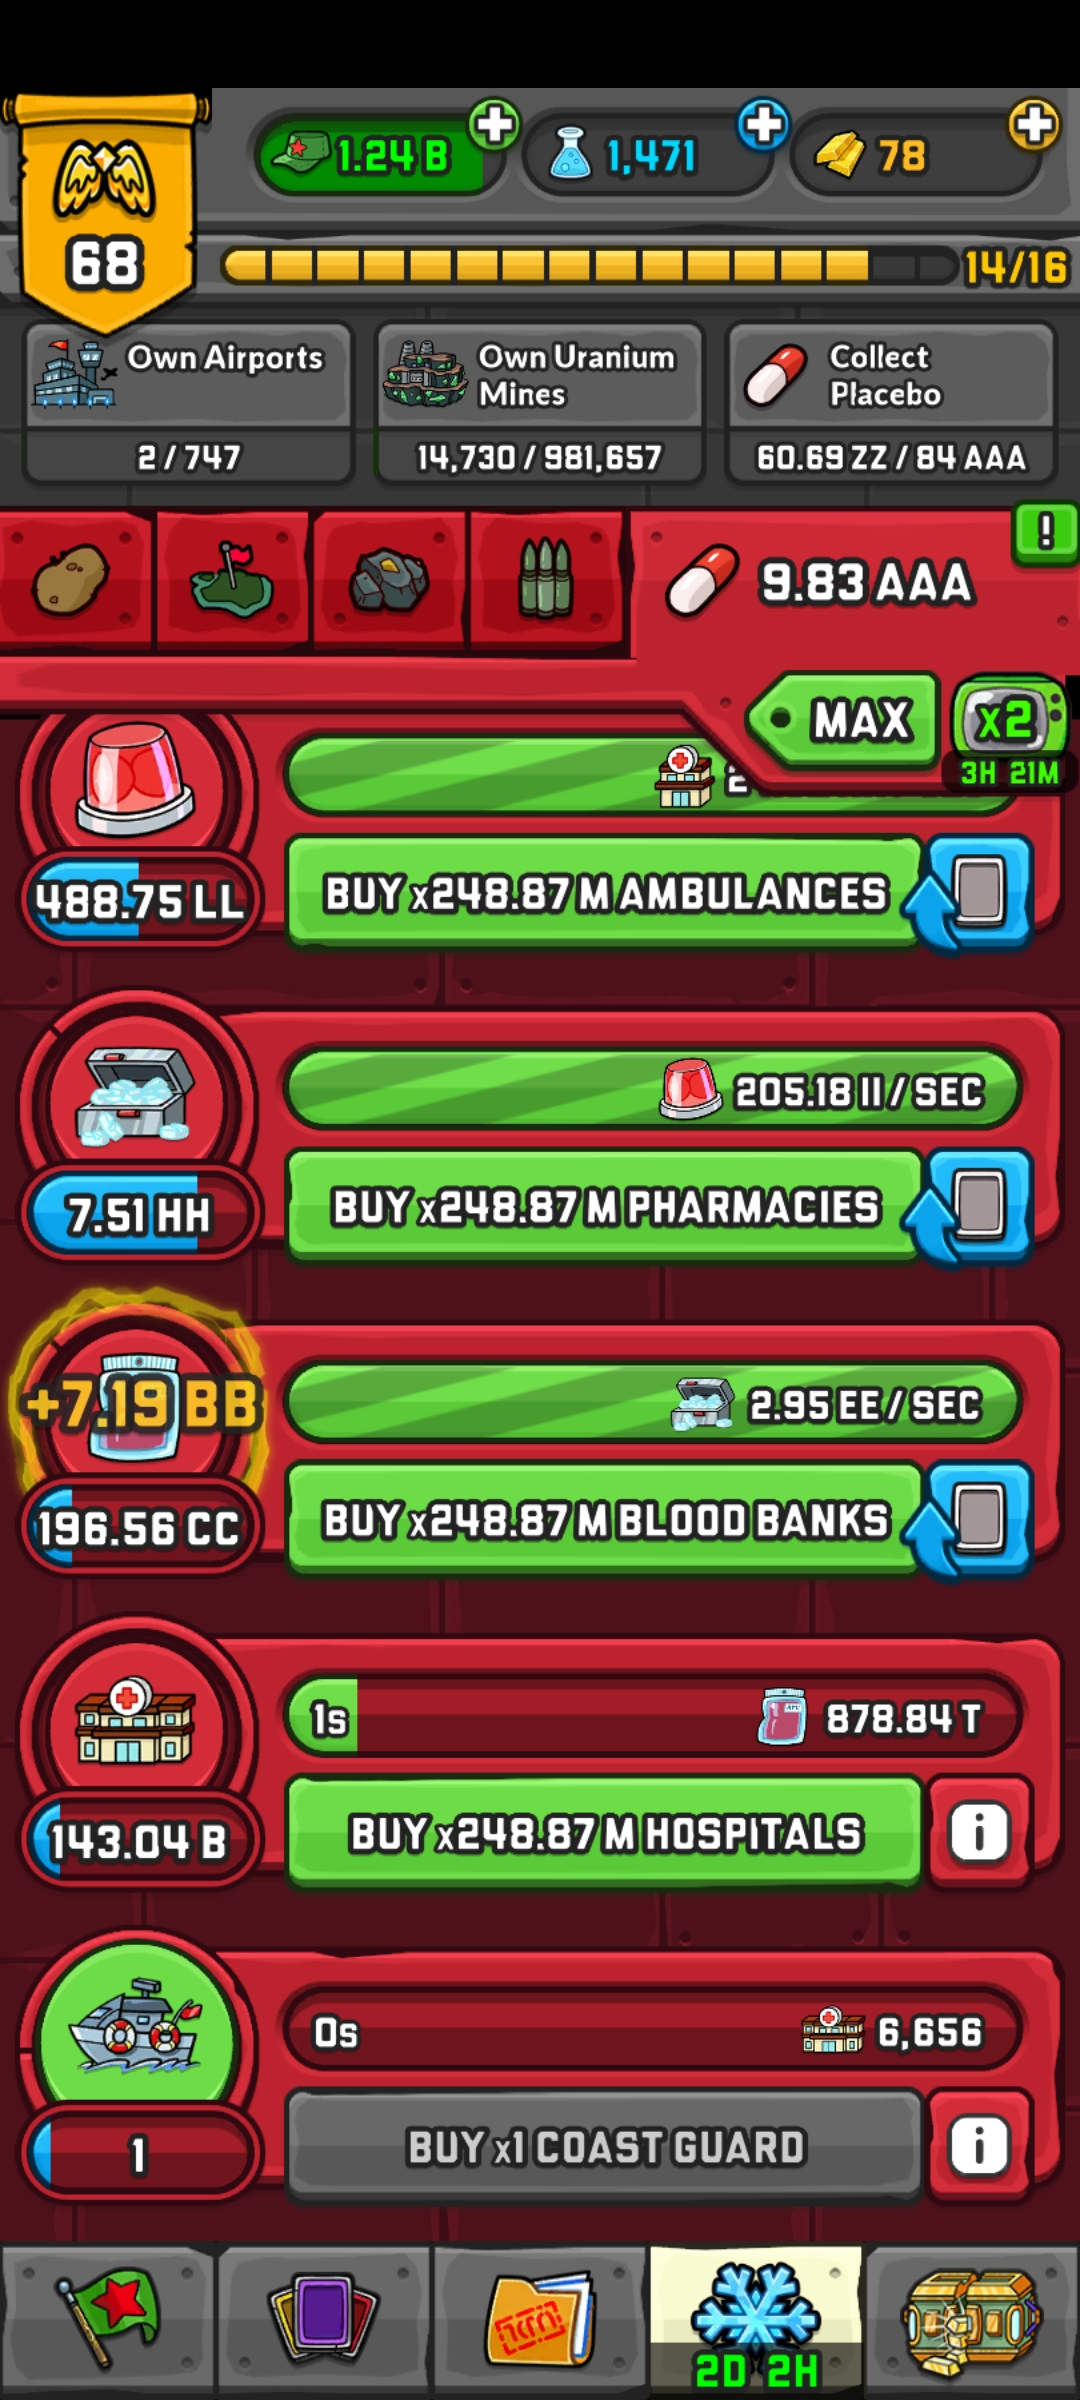 1.24 B
1,471
78
68
14/16
Own Airports
2 / 747
Own Uranium
Mines
14,730 / 981,657
Collect
Placebo
60.69 ZZ / 84 AAA
!
9.83 AAA
MAX
x2
3H 21M
488.75 LL
BUY x248.87 M AMBULANCES
205.18 II / SEC
7.51 HH
BUY x248.87 M PHARMACIES
+7.19 BB
2.95 EE / SEC
196.56 CC
BUY x248.87 M BLOOD BANKS
1s
878.84 T
143.04 B
BUY x248.87 M HOSPITALS
i
0s
6,656
1
BUY x1 COAST GUARD
i
2D 2H